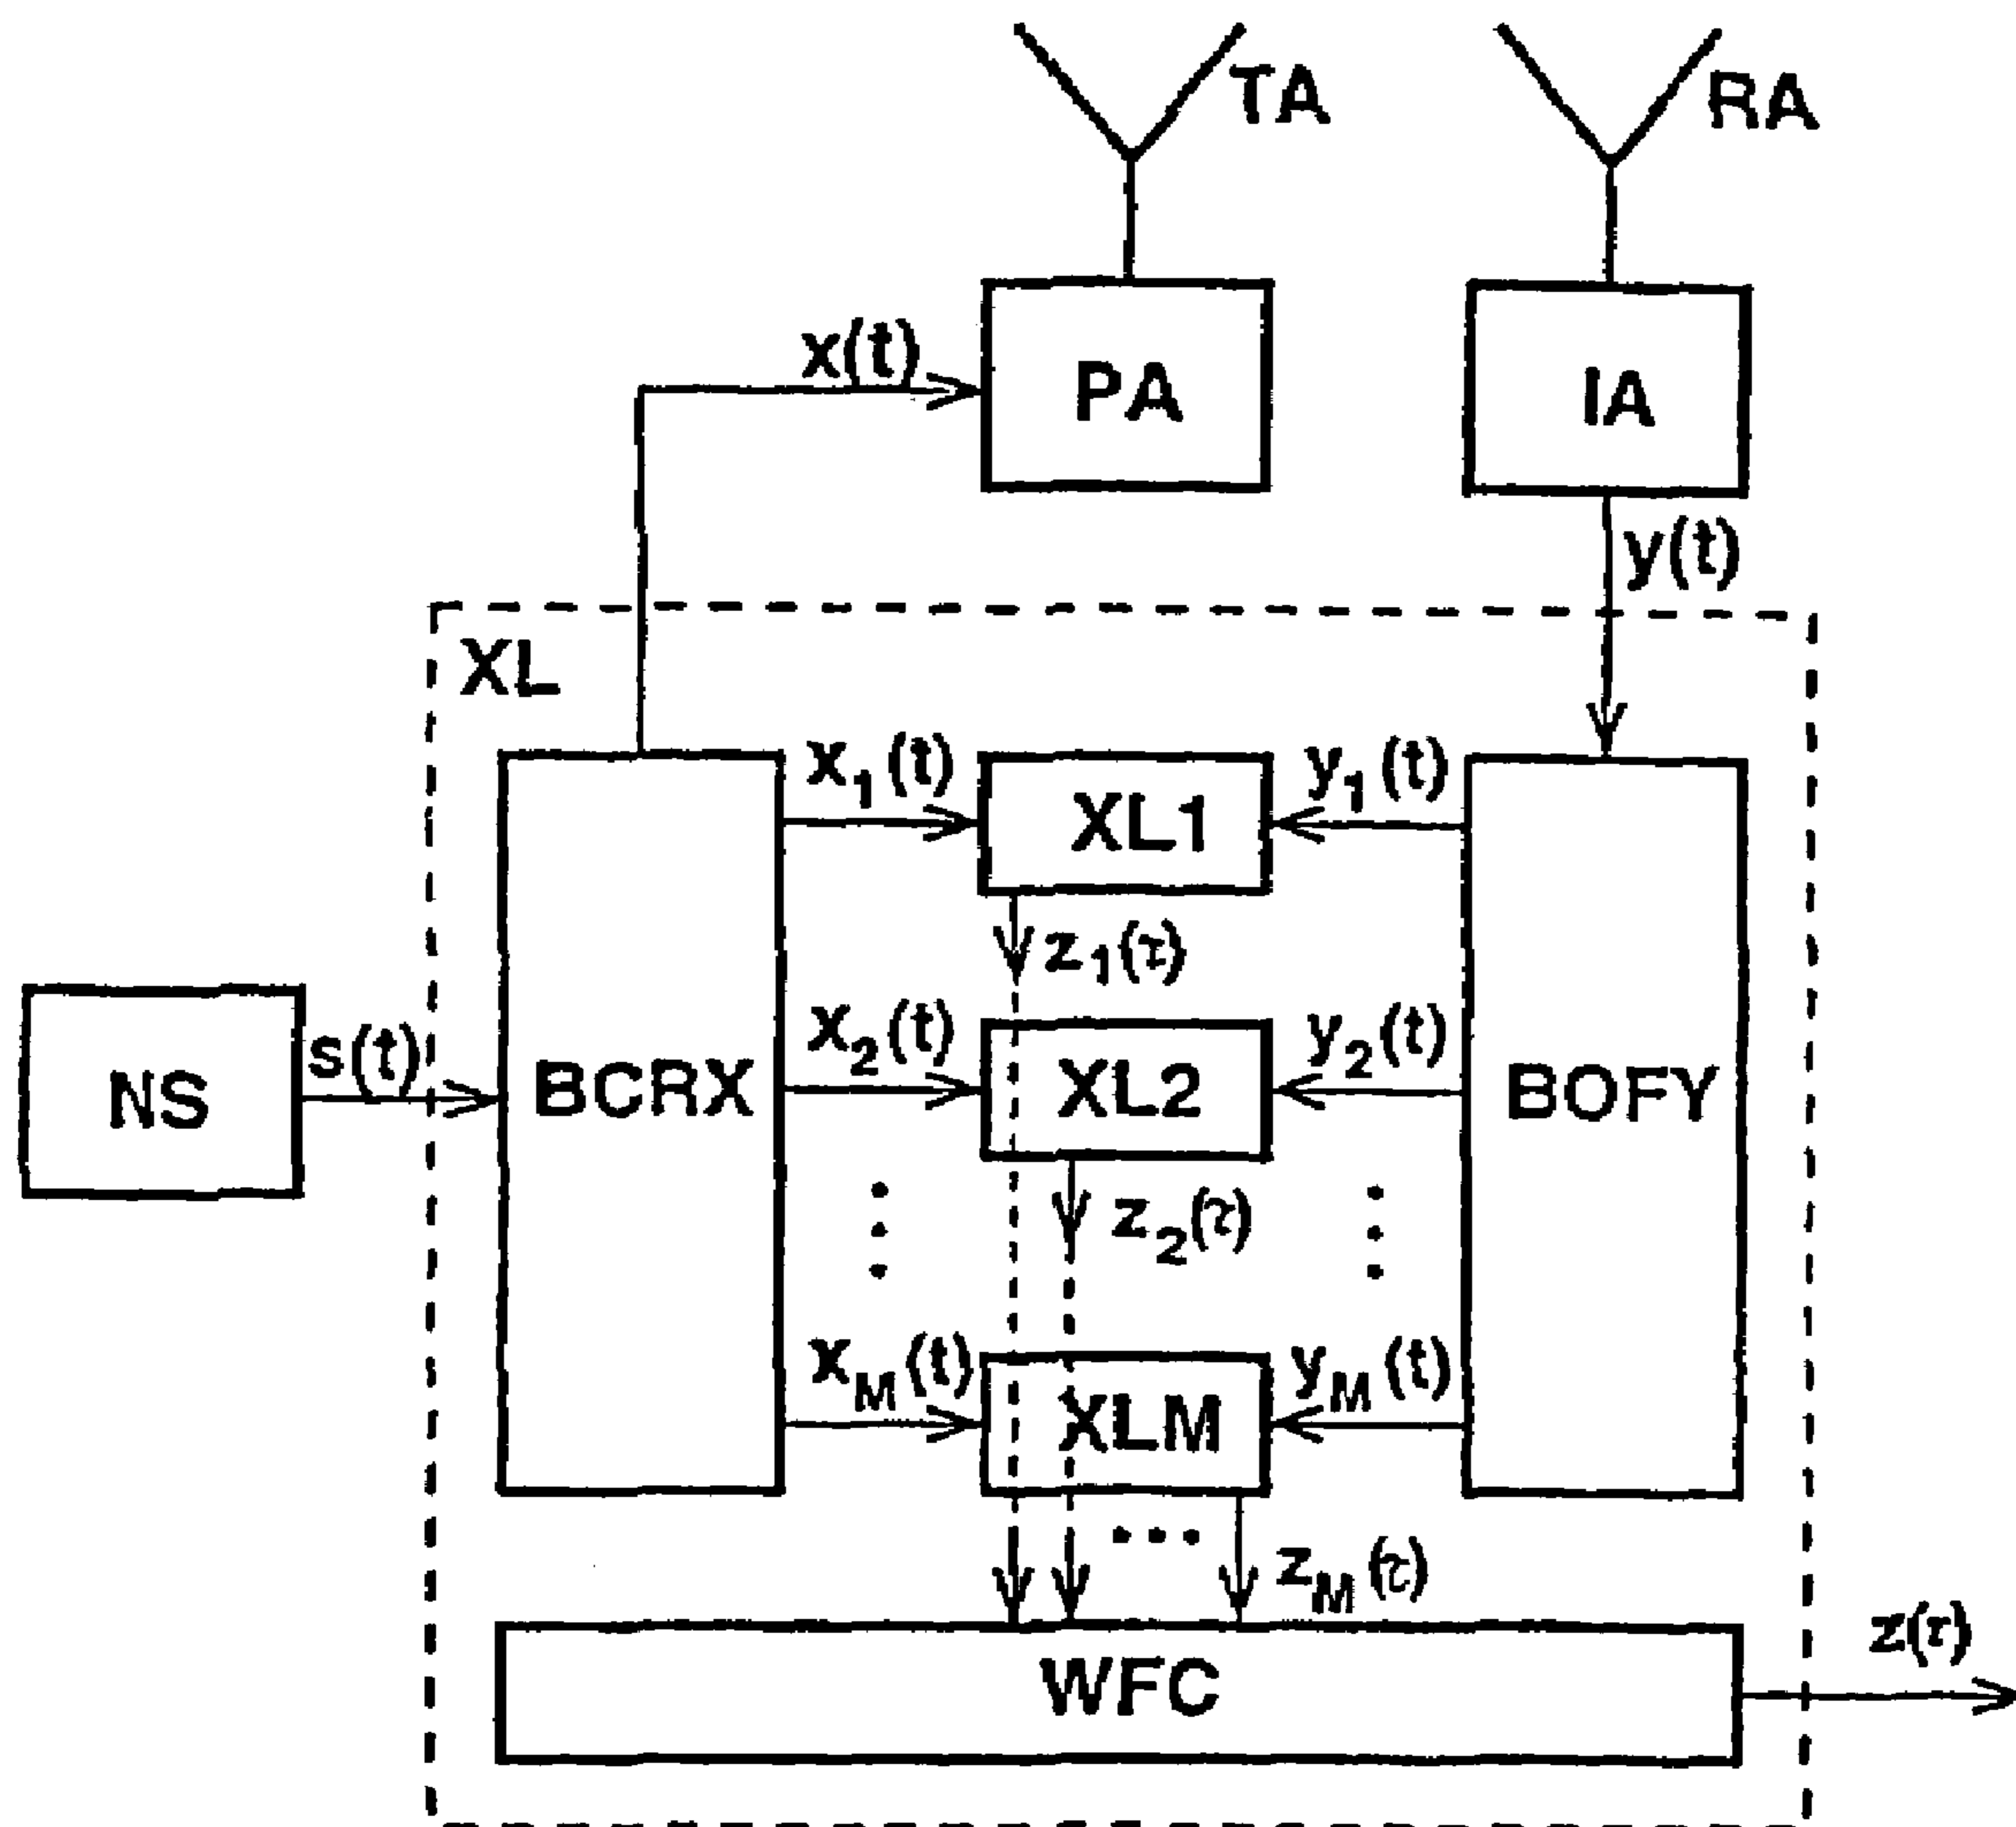 TA
RA
x(t)
PA
IA
y(t)
XL
x1(t)
XL1
y1(t)
z1(τ)
NS
s(t)
BCRX
x2(t)
XL2
y2(t)
BOFY
z2(τ)
xM(t)
XLM
yM(t)
zM(τ)
WFC
z(τ)